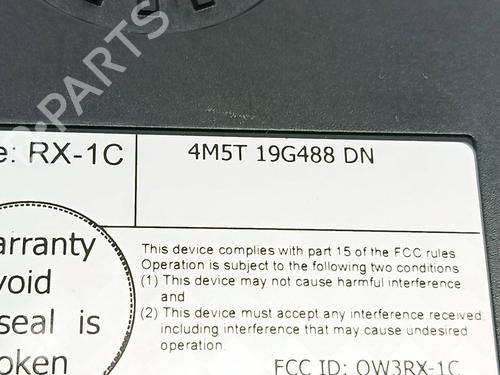 e: RX-1C
4M5T 19G488 DN
arranty
void
seal is
oken
This device complies with part 15 of the FCC rules
Operation is subject to the following two conditions
(1) This device may not cause harmful interference
and
(2) This device must accept any interference received
including interference that may cause undesired
operation.
FCC ID: OW3RX-1C